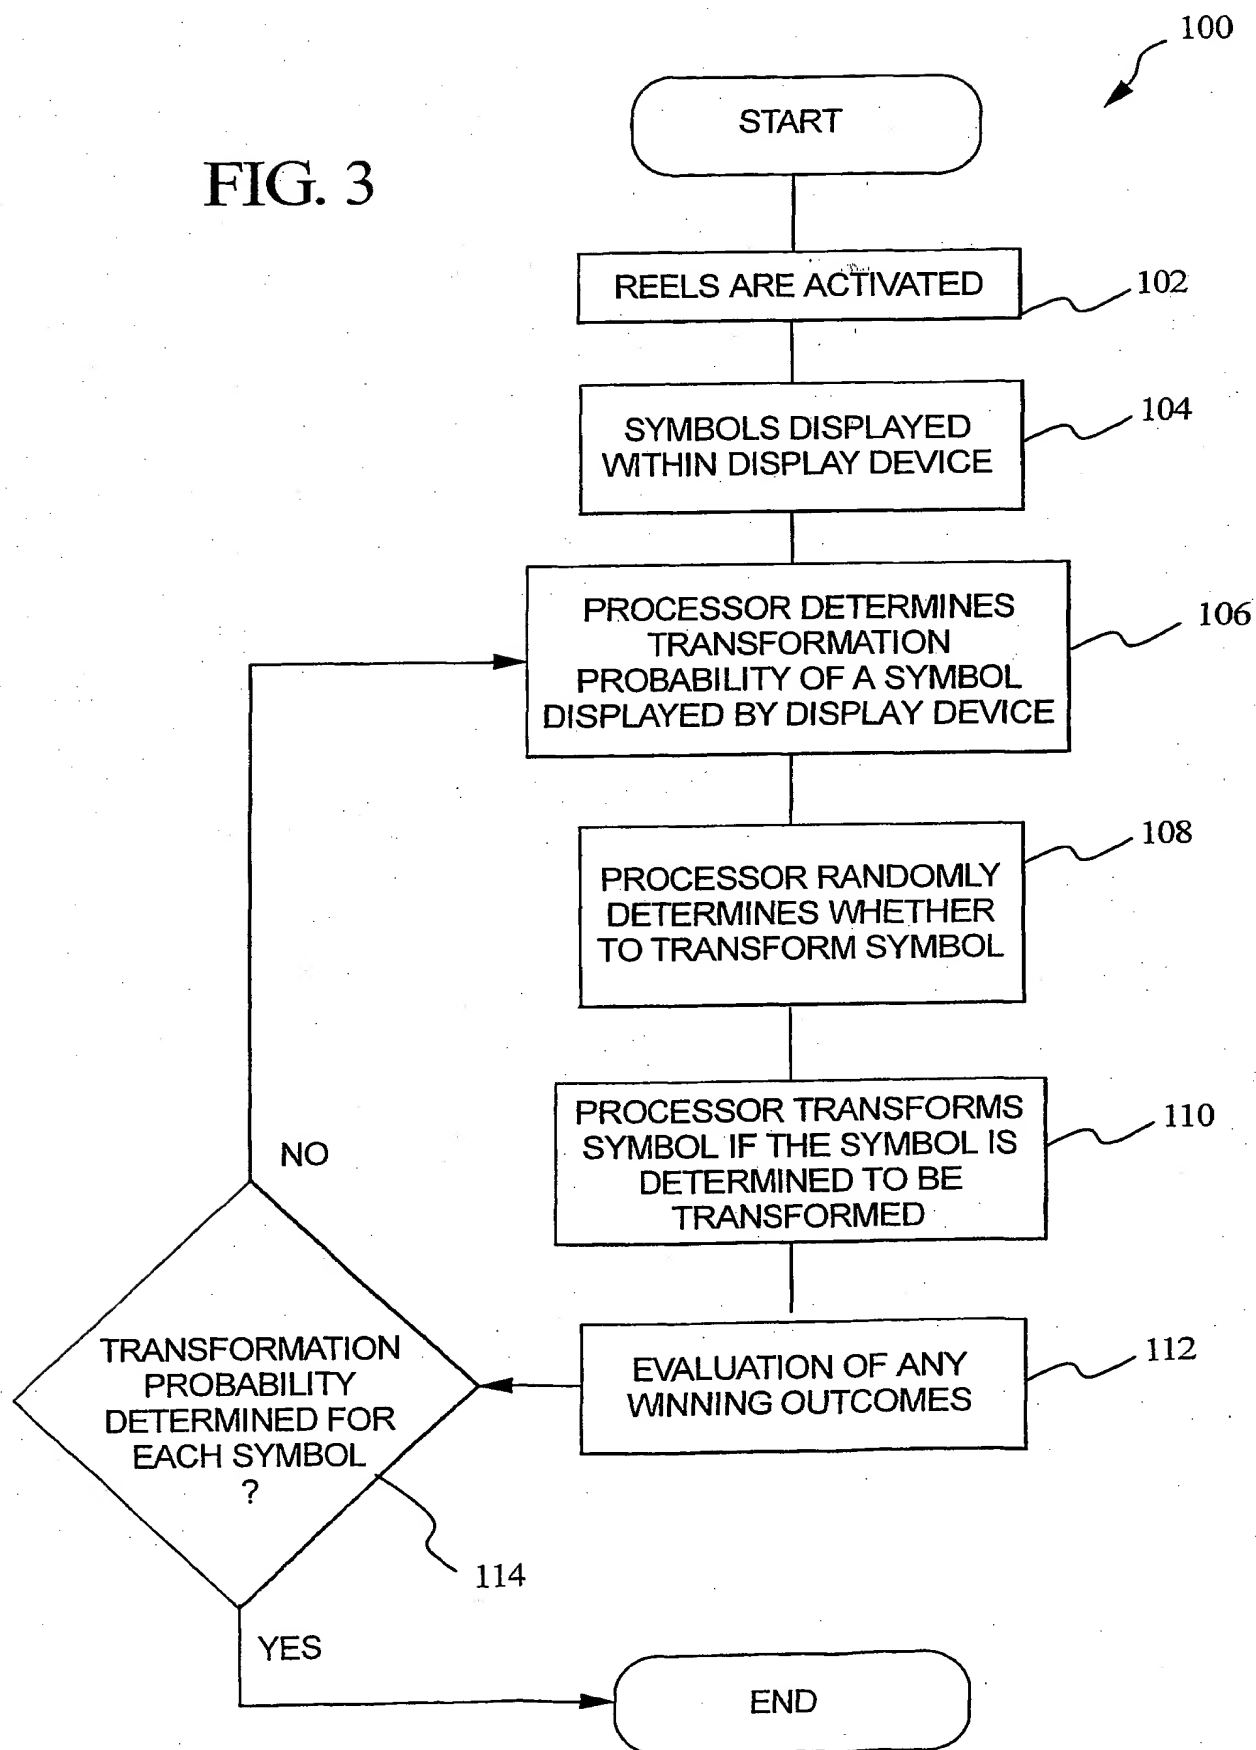 100
START
FIG. 3
REELS ARE ACTIVATED
102
SYMBOLS DISPLAYED
WITHIN DISPLAY DEVICE
104
PROCESSOR DETERMINES
TRANSFORMATION
PROBABILITY OF A SYMBOL
DISPLAYED BY DISPLAY DEVICE
106
PROCESSOR RANDOMLY
DETERMINES WHETHER
TO TRANSFORM SYMBOL
108
PROCESSOR TRANSFORMS
SYMBOL IF THE SYMBOL IS
DETERMINED TO BE
TRANSFORMED
110
NO
EVALUATION OF ANY
WINNING OUTCOMES
112
TRANSFORMATION
PROBABILITY
DETERMINED FOR
EACH SYMBOL
?
114
YES
END